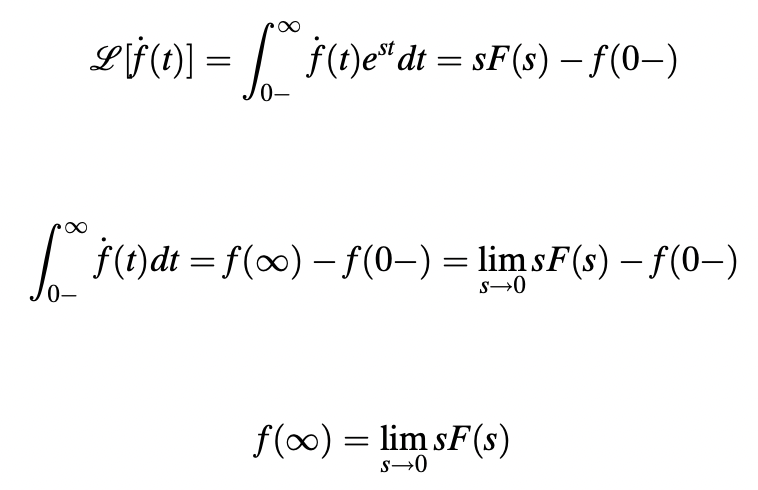 ℒ[ḟ(t)] = ∫₀₋^∞ ḟ(t)e^{st} dt = sF(s) − f(0−)
∫₀₋^∞ ḟ(t)dt = f(∞) − f(0−) = lim_{s→0} sF(s) − f(0−)
f(∞) = lim_{s→0} sF(s)